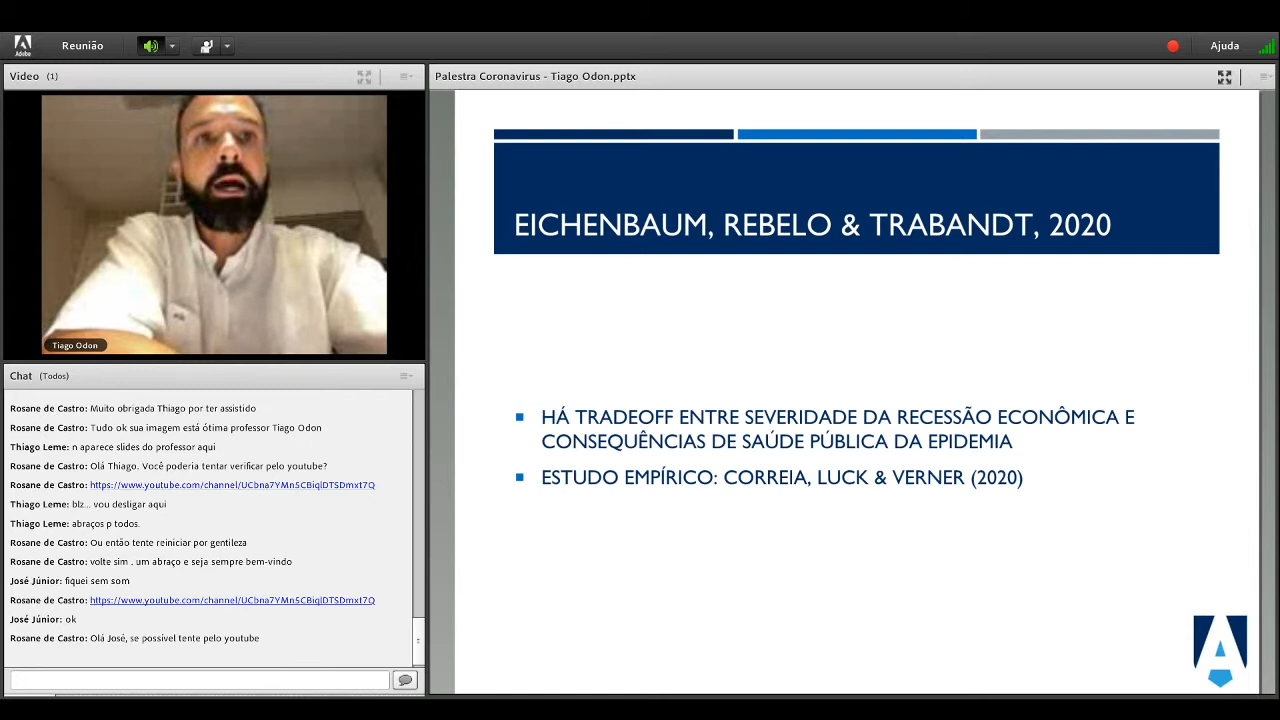 Adobe
Reunião
Ajuda
Video (1)
Tiago Odon
Chat (Todos)
Rosane de Castro: Muito obrigada Thiago por ter assistido
Rosane de Castro: Tudo ok sua imagem está ótima professor Tiago Odon
Thiago Leme: n aparece slides do professor aqui
Rosane de Castro: Olá Thiago. Você poderia tentar verificar pelo youtube?
Rosane de Castro: https://www.youtube.com/channel/UCbna7YMn5CBiqlDTSDmxt7Q
Thiago Leme: blz... vou desligar aqui
Thiago Leme: abraços p todos.
Rosane de Castro: Ou então tente reiniciar por gentileza
Rosane de Castro: volte sim . um abraço e seja sempre bem-vindo
José Júnior: fiquei sem som
Rosane de Castro: https://www.youtube.com/channel/UCbna7YMn5CBiqlDTSDmxt7Q
José Júnior: ok
Rosane de Castro: Olá José, se possível tente pelo youtube
Palestra Coronavirus - Tiago Odon.pptx
EICHENBAUM, REBELO & TRABANDT, 2020
HÁ TRADEOFF ENTRE SEVERIDADE DA RECESSÃO ECONÔMICA E
CONSEQUÊNCIAS DE SAÚDE PÚBLICA DA EPIDEMIA
ESTUDO EMPÍRICO: CORREIA, LUCK & VERNER (2020)